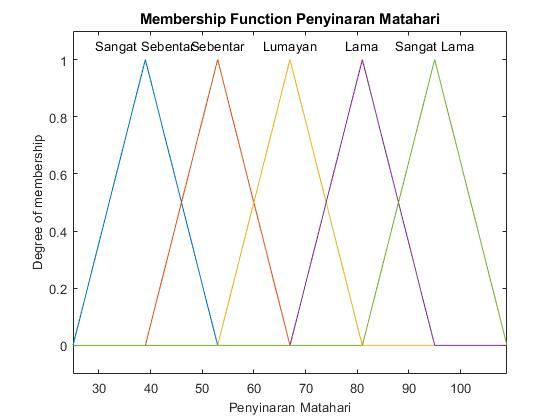 Membership Function Penyinaran Matahari
Sangat Sebentar Sebentar Lumayan Lama Sangat Lama
1
0.8
0.6
0.4
0.2
0
Degree of membership
30 40 50 60 70 80 90 100
Penyinaran Matahari